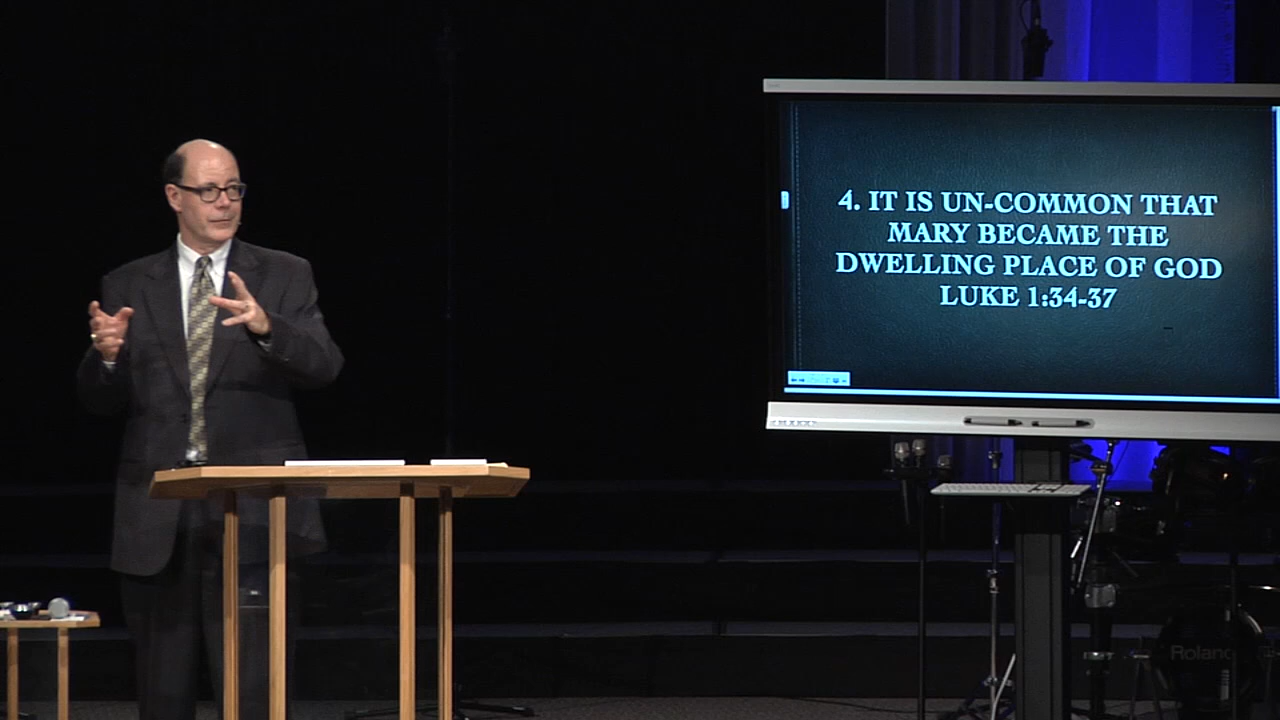 4. IT IS UN-COMMON THAT
MARY BECAME THE
DWELLING PLACE OF GOD
LUKE 1:34-37
Roland